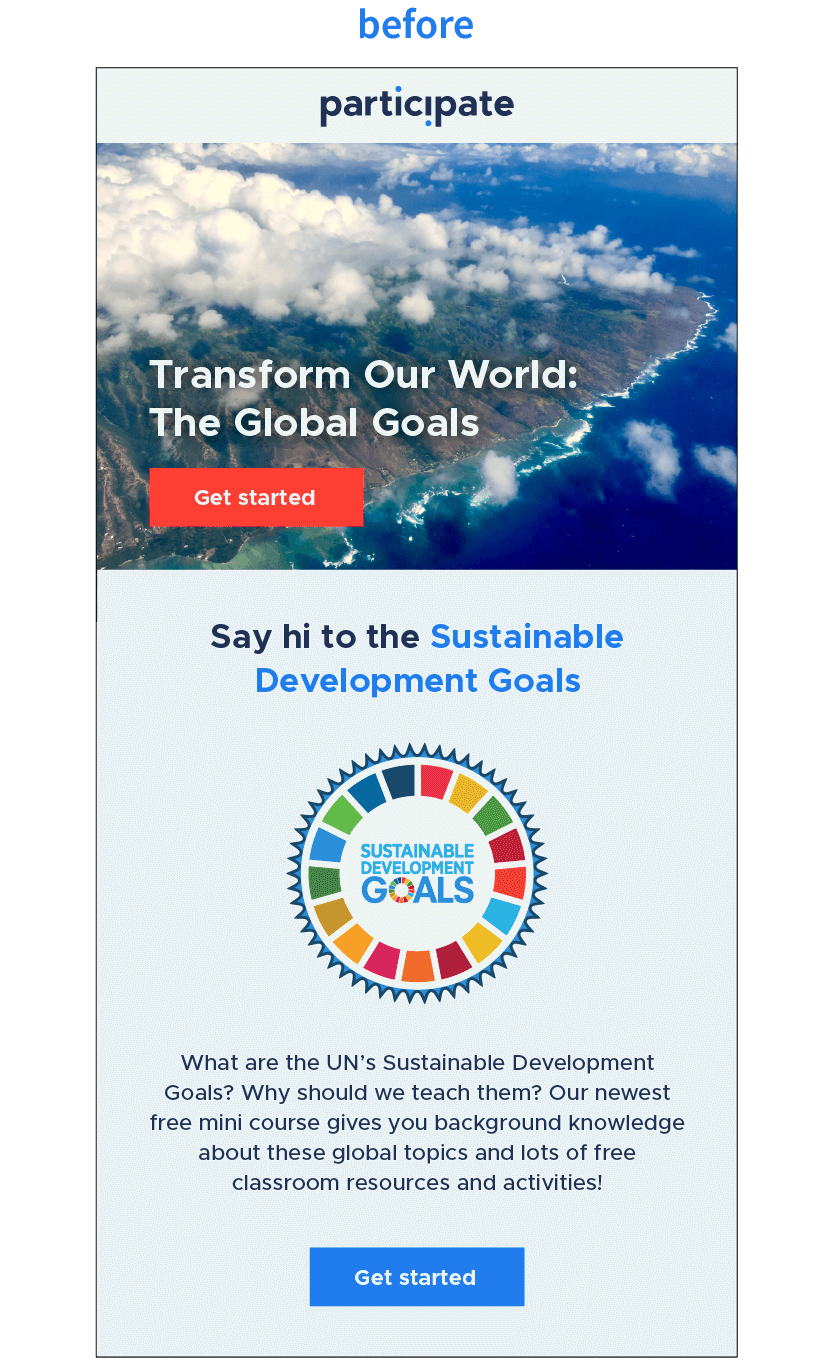 before
participate
Transform Our World:
The Global Goals
Get started
Say hi to the Sustainable
Development Goals
SUSTAINABLE
DEVELOPMENT
GOALS
What are the UN’s Sustainable Development
Goals? Why should we teach them? Our newest
free mini course gives you background knowledge
about these global topics and lots of free
classroom resources and activities!
Get started